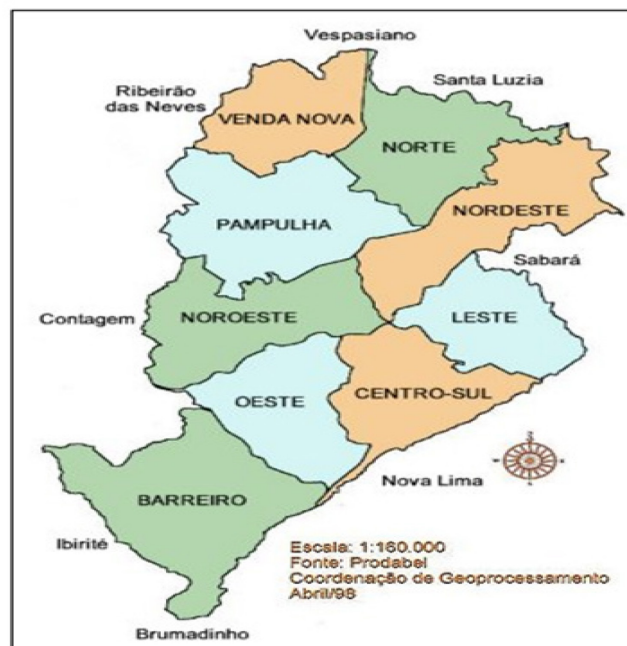 Vespasiano
Santa Luzia
Ribeirão
das Neves
VENDA NOVA
NORTE
NORDESTE
PAMPULHA
Sabará
Contagem
NOROESTE
LESTE
OESTE
CENTRO-SUL
Nova Lima
BARREIRO
Ibirité
Escala: 1:160.000
Fonte: Prodabel
Coordenação de Geoprocessamento
Abril/98
Brumadinho